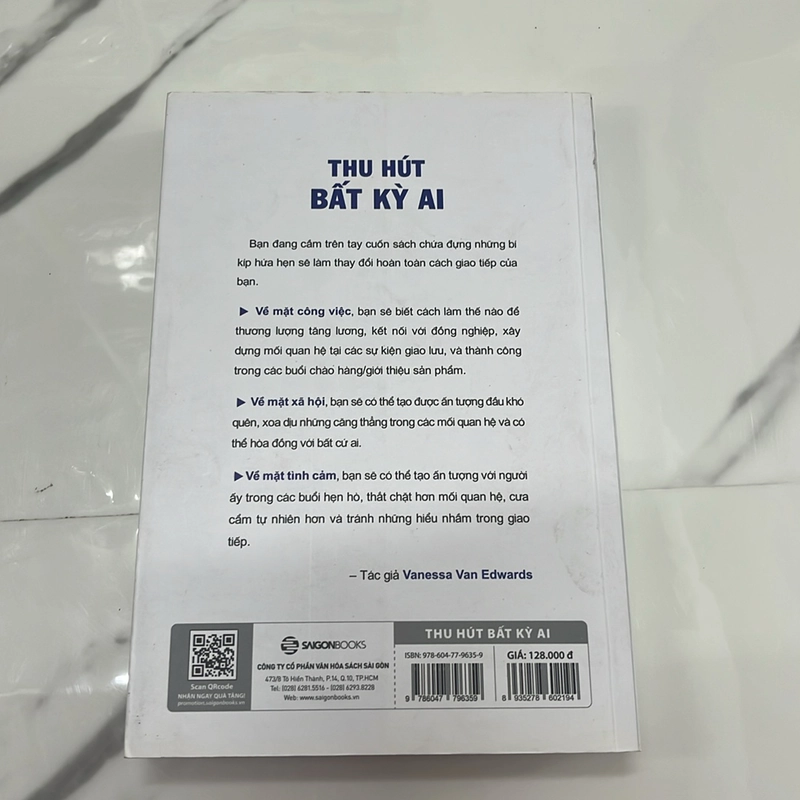 THU HÚT
BẤT KỲ AI
Bạn đang cầm trên tay cuốn sách chứa đựng những bí
kíp hứa hẹn sẽ làm thay đổi hoàn toàn cách giao tiếp của
bạn.
▶ Về mặt công việc, bạn sẽ biết cách làm thế nào để
thương lượng tăng lương, kết nối với đồng nghiệp, xây
dựng mối quan hệ tại các sự kiện giao lưu, và thành công
trong các buổi chào hàng/giới thiệu sản phẩm.
▶ Về mặt xã hội, bạn sẽ có thể tạo được ấn tượng đầu khó
quên, xoa dịu những căng thẳng trong các mối quan hệ và có
thể hòa đồng với bất cứ ai.
▶Về mặt tình cảm, bạn sẽ có thể tạo ấn tượng với người
ấy trong các buổi hẹn hò, thắt chặt hơn mối quan hệ, cưa
cẩm tự nhiên hơn và tránh những hiểu nhầm trong giao
tiếp.
– Tác giả Vanessa Van Edwards
Scan QRcode
NHẬN NGAY QUÀ TẶNG!
promotion.saigonbooks.vn
SAIGONBOOKS
CÔNG TY CỔ PHẦN VĂN HÓA SÁCH SÀI GÒN
473/8 Tô Hiến Thành, P.14, Q.10, TP.HCM
Tel: (028) 6281.5516 - (028) 6293.8228
Web: www.saigonbooks.vn
THU HÚT BẤT KỲ AI
ISBN: 978-604-77-9635-9
9 786047 796359
GIÁ: 128.000 đ
8 935278 602194